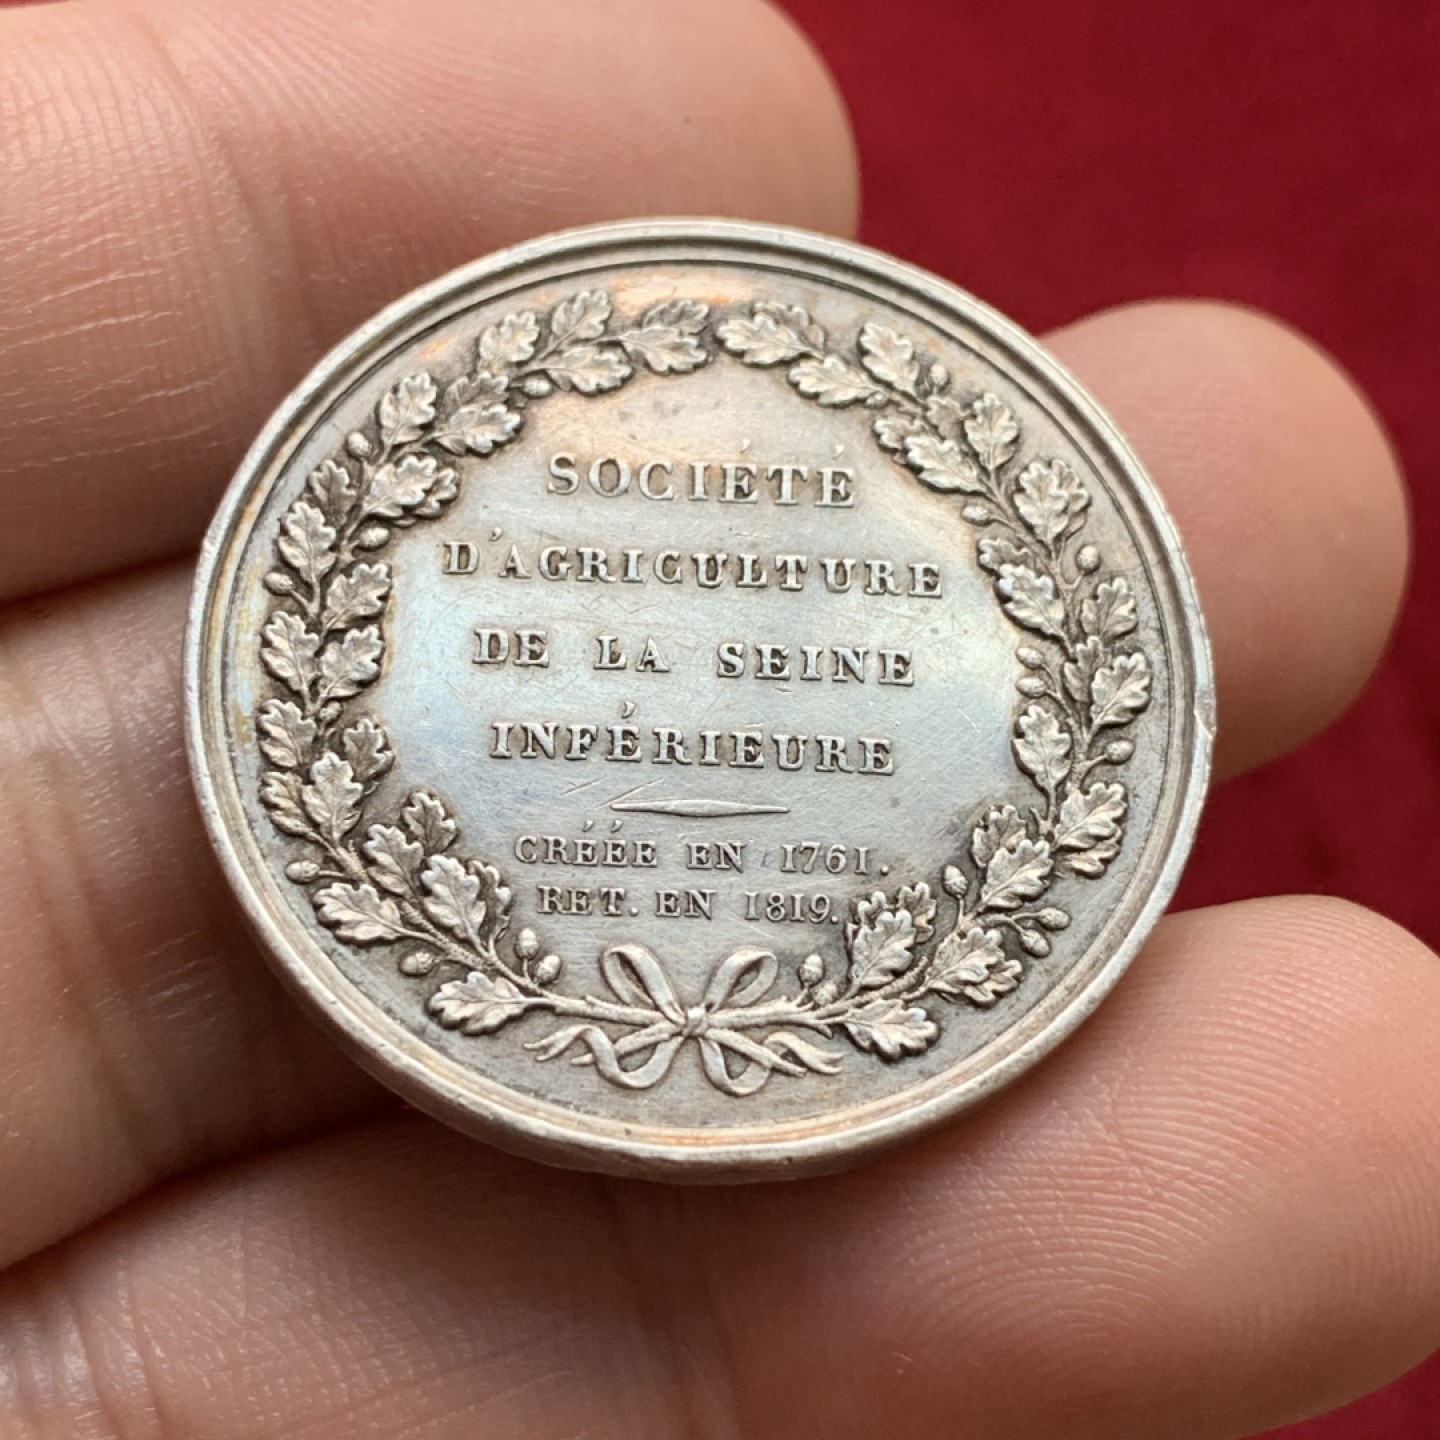 SOCIÉTÉ
D'AGRICULTURE
DE LA SEINE
INFÉRIEURE
CRÉÉE EN 1761.
RET. EN 1819.